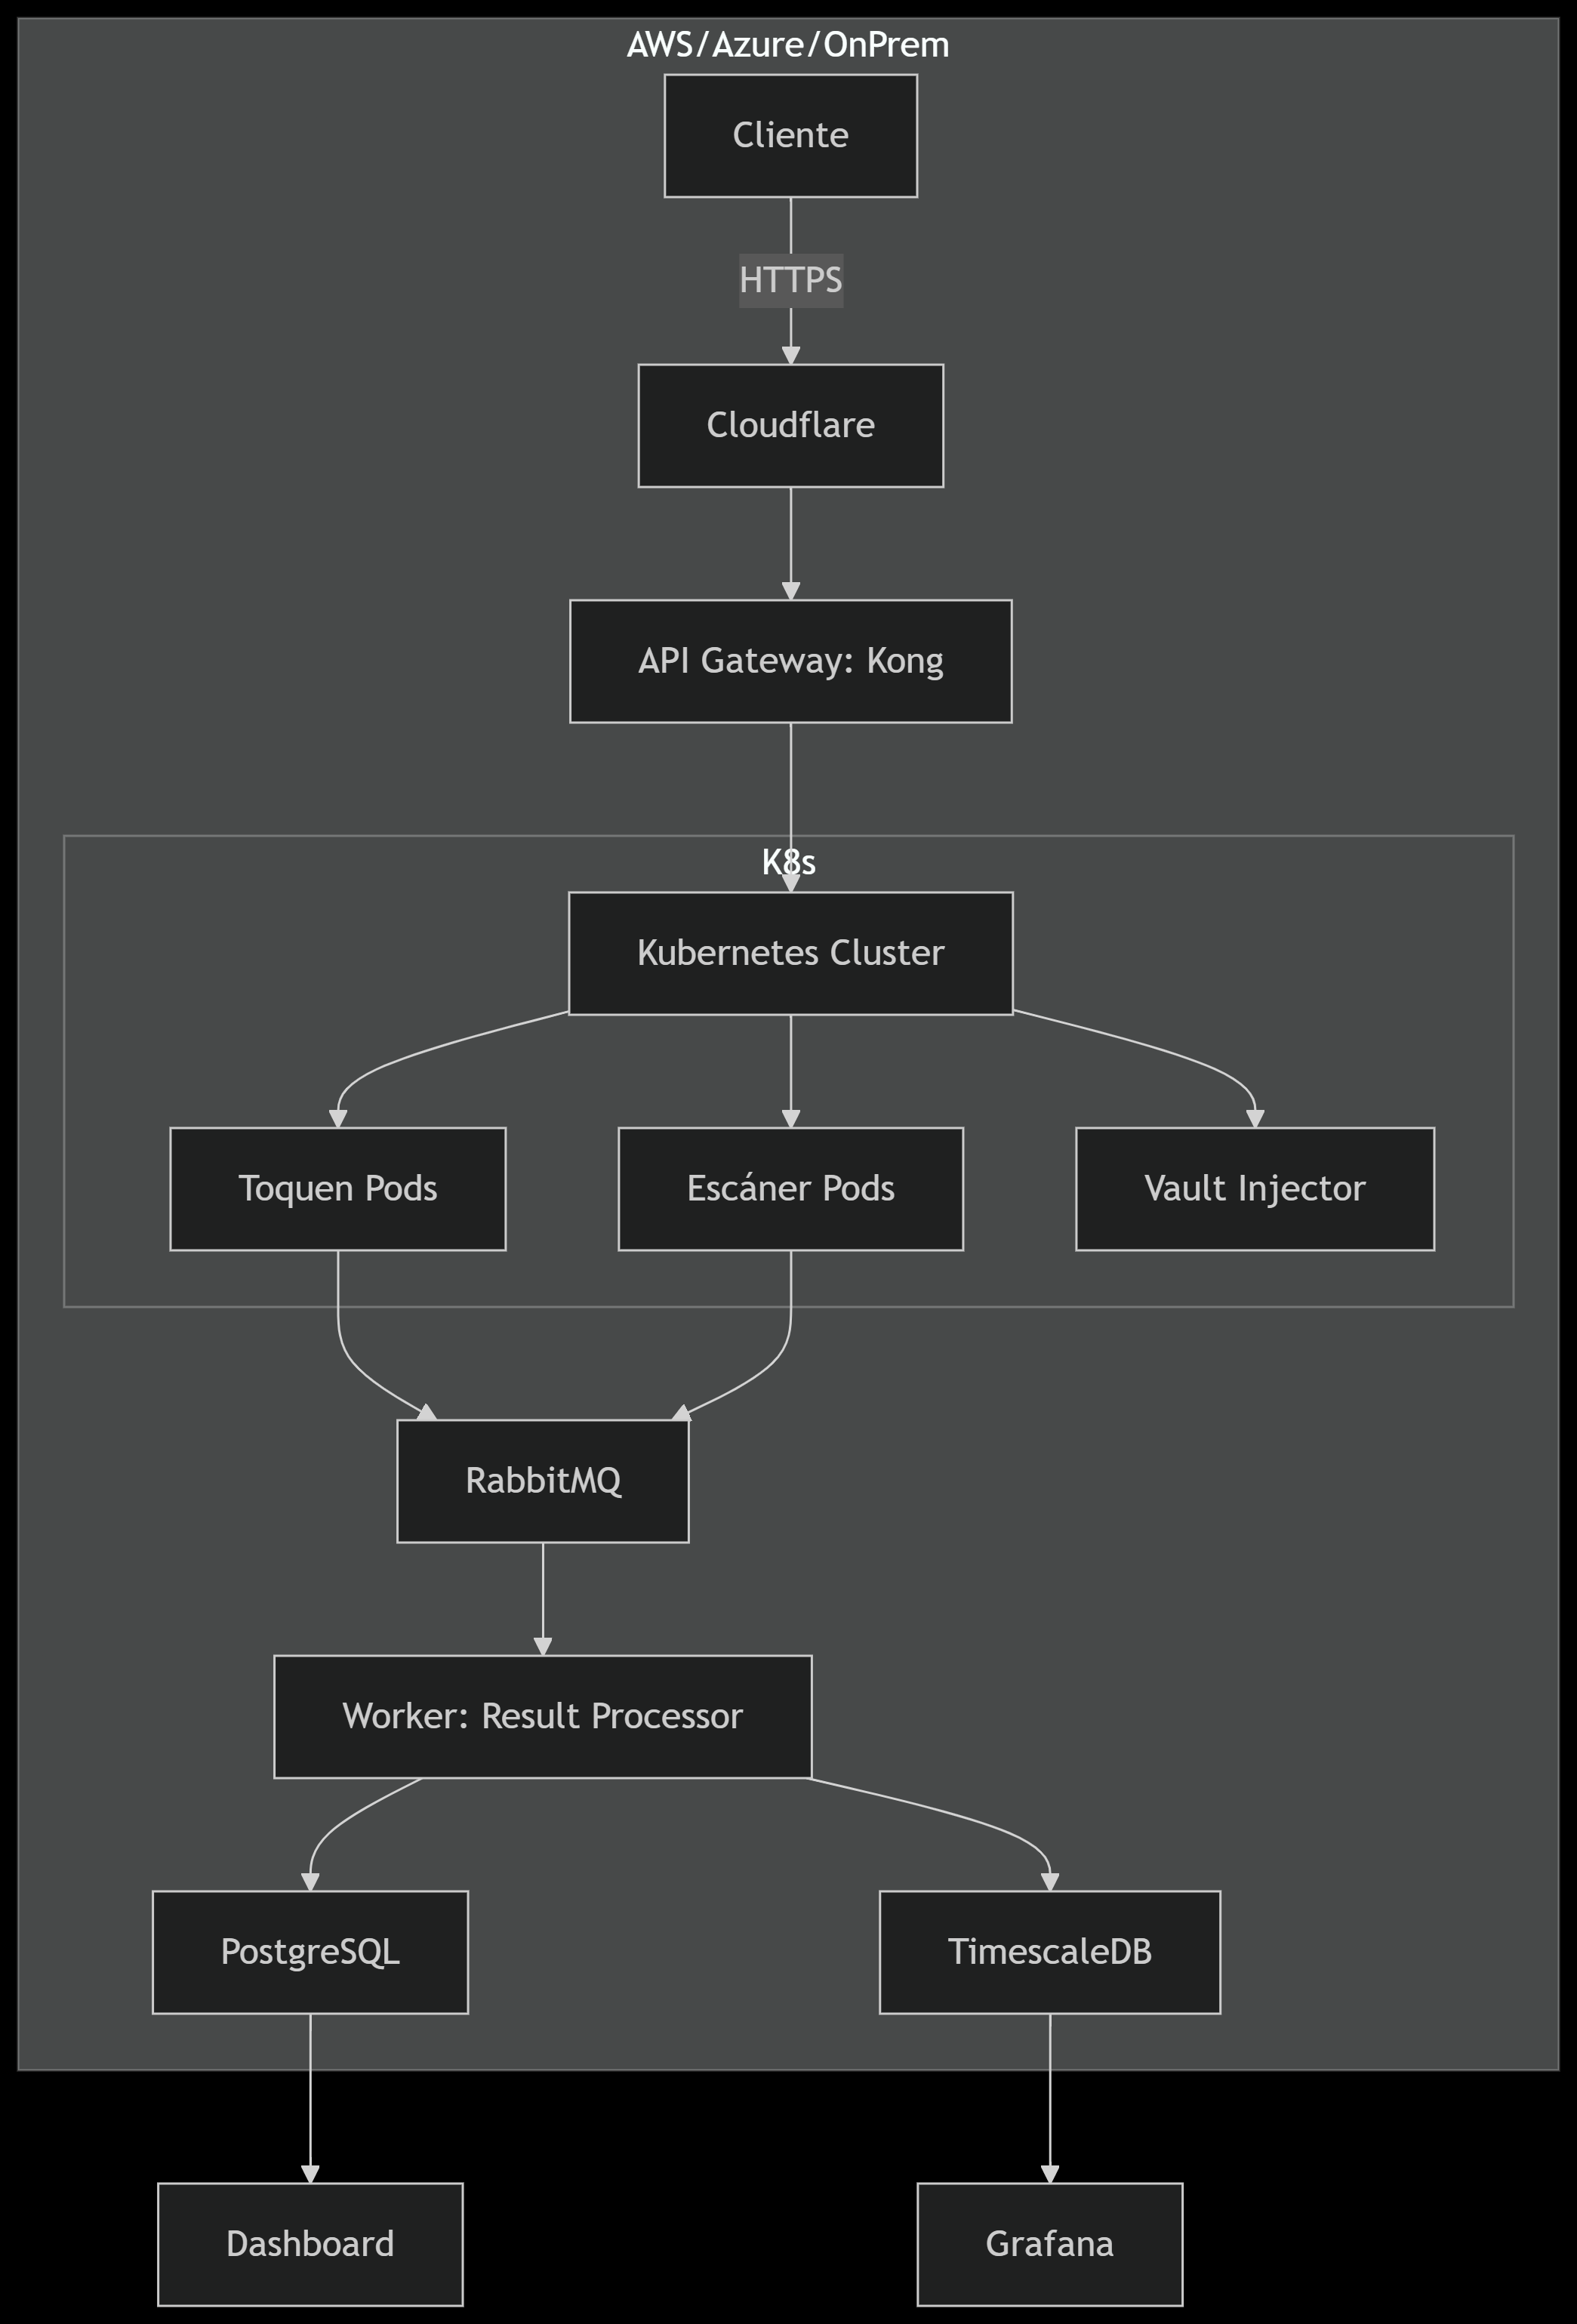 AWS/Azure/OnPrem
Cliente
HTTPS
Cloudflare
API Gateway: Kong
K8s
Kubernetes Cluster
Toquen Pods
Escáner Pods
Vault Injector
RabbitMQ
Worker: Result Processor
PostgreSQL
TimescaleDB
Dashboard
Grafana